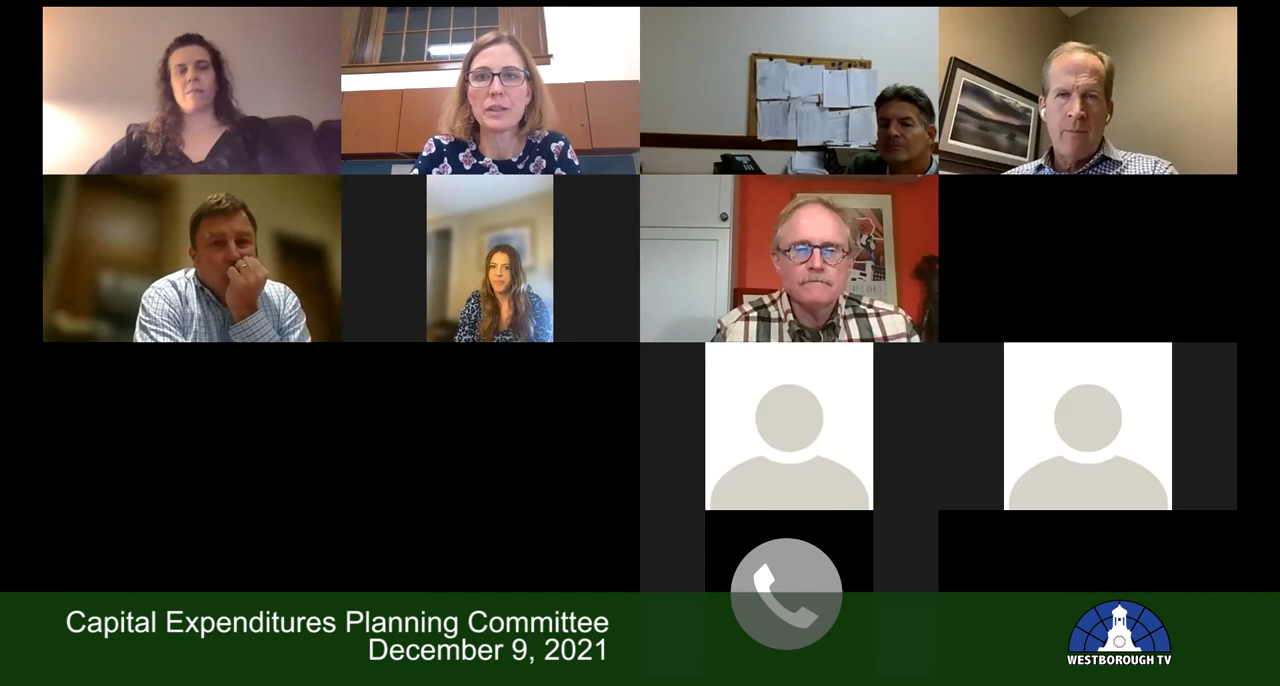 Capital Expenditures Planning Committee
December 9, 2021
WESTBOROUGH TV